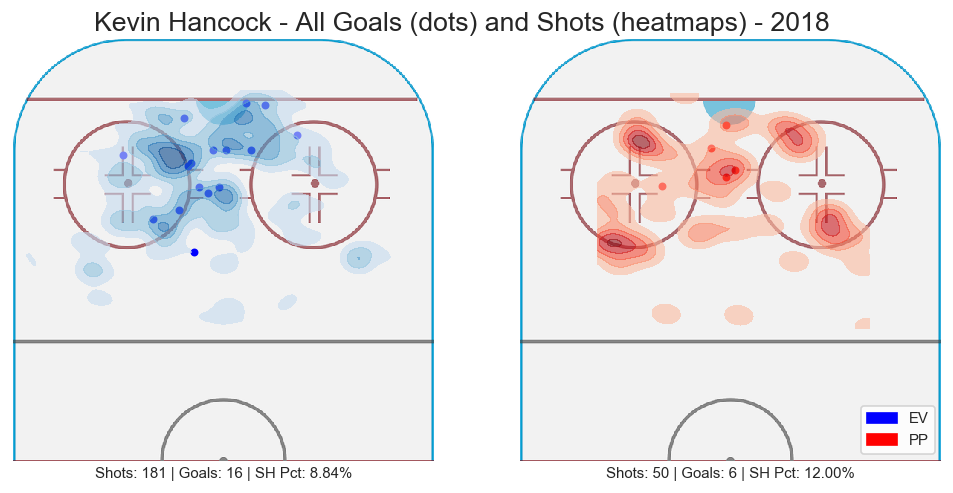 Kevin Hancock - All Goals (dots) and Shots (heatmaps) - 2018
EV
PP
Shots: 181 | Goals: 16 | SH Pct: 8.84%
Shots: 50 | Goals: 6 | SH Pct: 12.00%